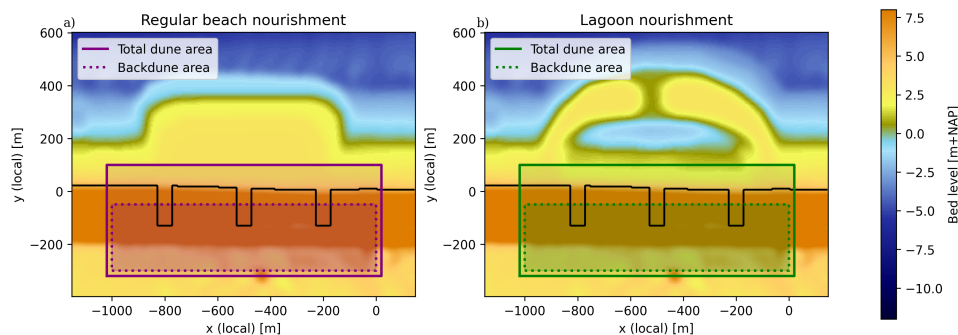 a)
Regular beach nourishment
Total dune area
Backdune area
600
400
200
0
−200
y (local) [m]
−1000
−800
−600
−400
−200
0
x (local) [m]
b)
Lagoon nourishment
Total dune area
Backdune area
600
400
200
0
−200
y (local) [m]
−1000
−800
−600
−400
−200
0
x (local) [m]
7.5
5.0
2.5
0.0
−2.5
−5.0
−7.5
−10.0
Bed level [m+NAP]